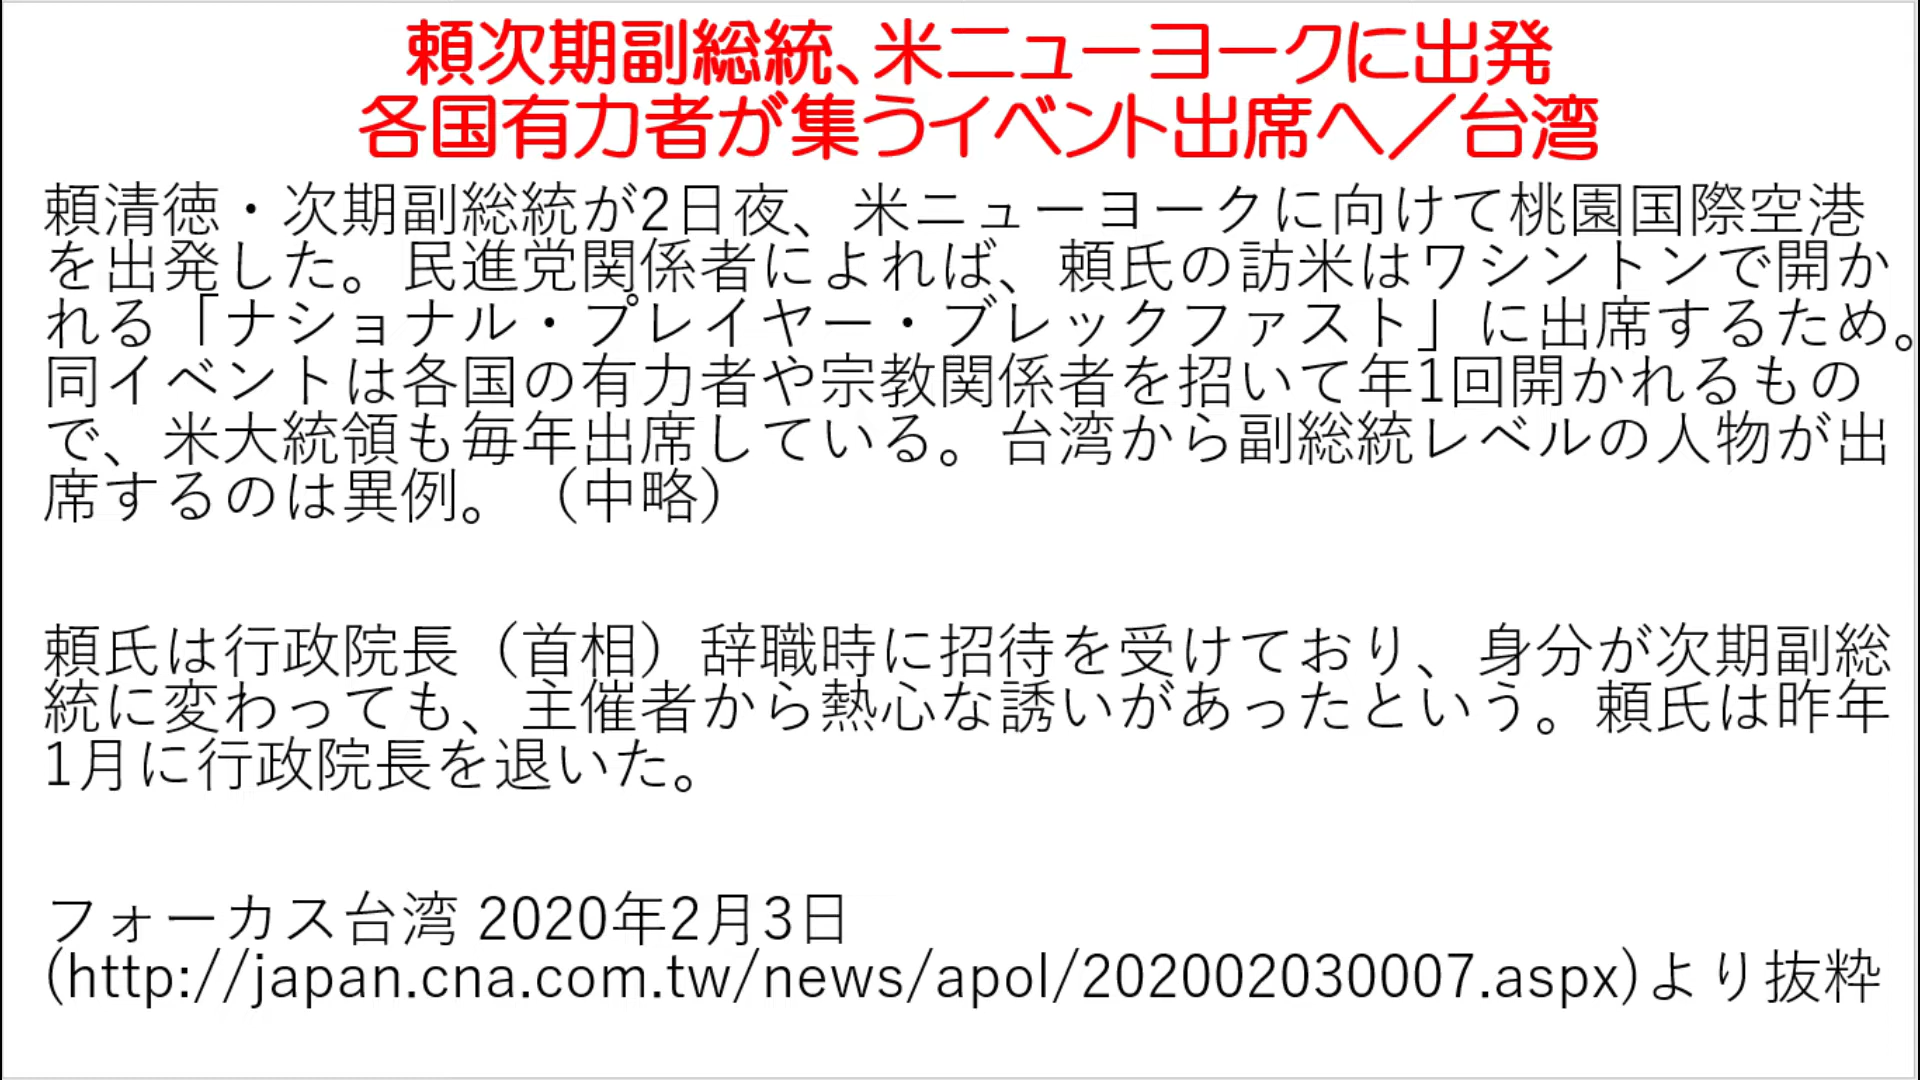 頼次期副総統、米ニューヨークに出発
各国有力者が集うイベント出席へ／台湾
頼清徳・次期副総統が2日夜、米ニューヨークに向けて桃園国際空港
を出発した。民進党関係者によれば、頼氏の訪米はワシントンで開か
れる「ナショナル・プレイヤー・ブレックファスト」に出席するため。
同イベントは各国の有力者や宗教関係者を招いて年1回開かれるもの
で、米大統領も毎年出席している。台湾から副総統レベルの人物が出
席するのは異例。（中略）
頼氏は行政院長（首相）辞職時に招待を受けており、身分が次期副総
統に変わっても、主催者から熱心な誘いがあったという。頼氏は昨年
1月に行政院長を退いた。
フォーカス台湾 2020年2月3日
(http://japan.cna.com.tw/news/apol/202002030007.aspx)より抜粋